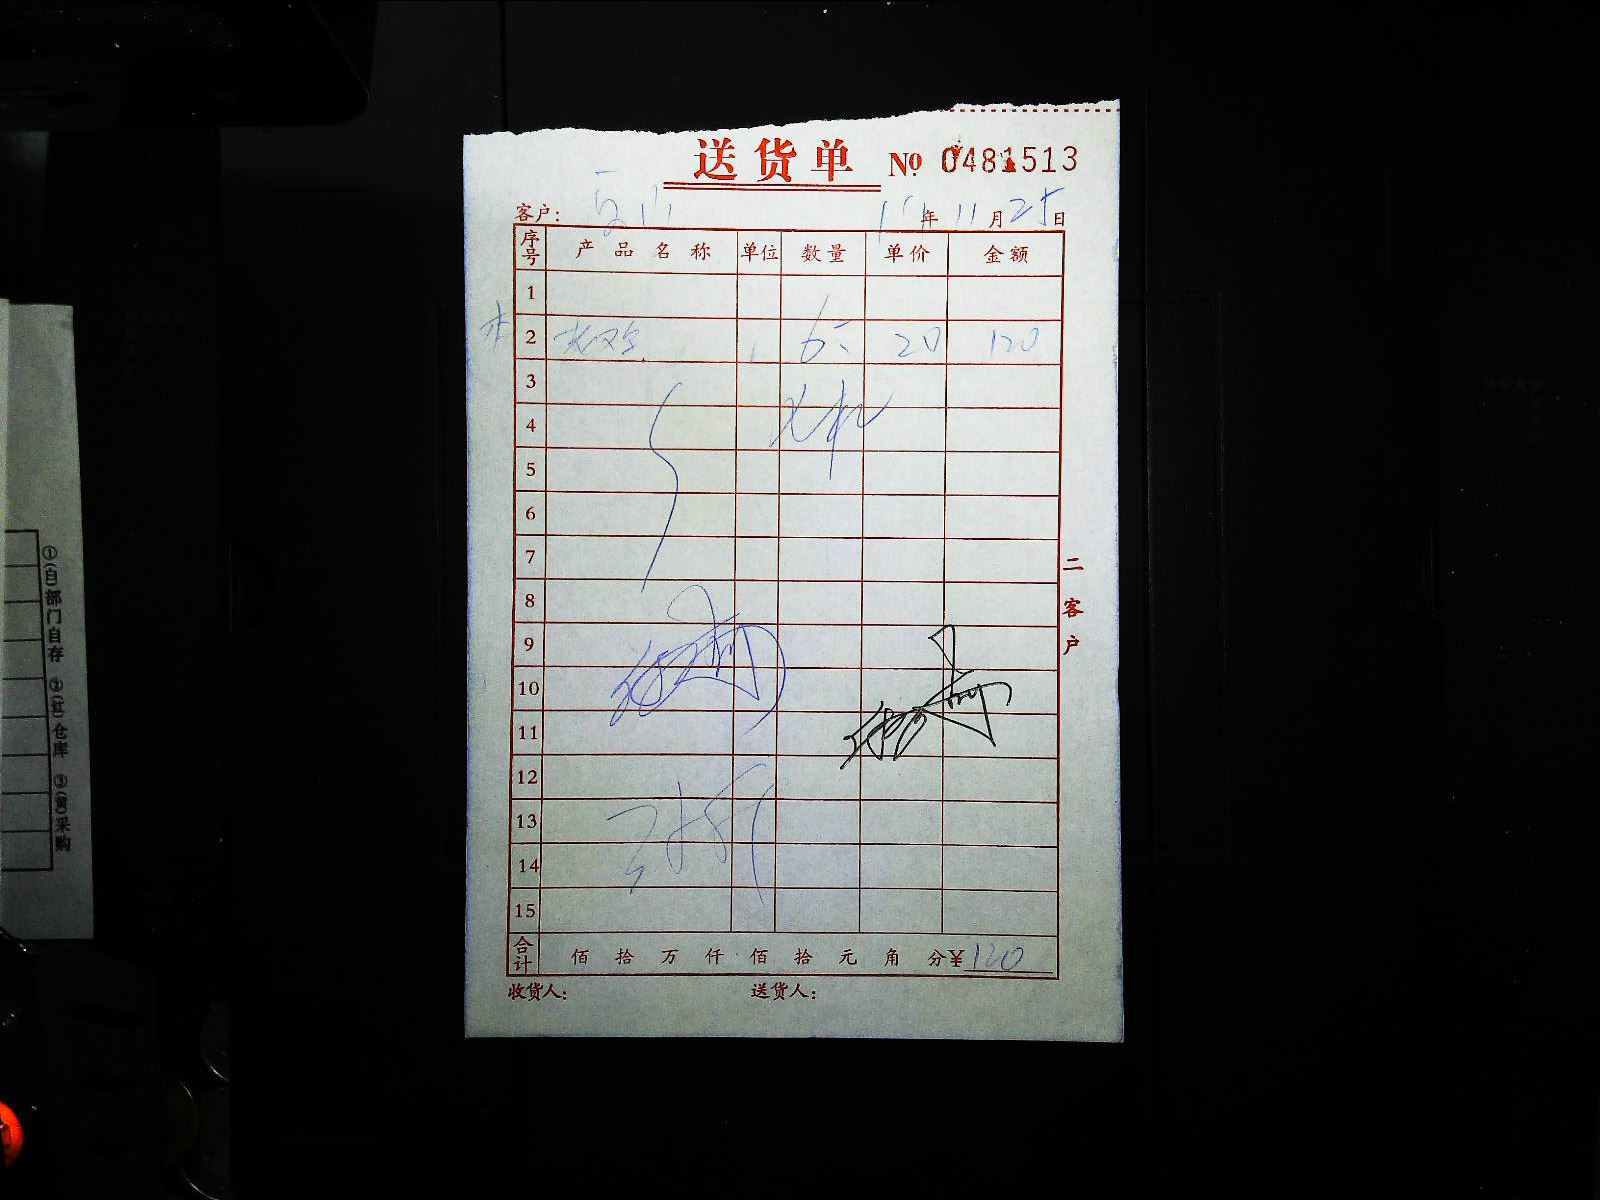 送货单 № 0481513
客户: 年 11 月 25 日
序号 产品名称 单位 数量 单价 金额
1
2 老鸡 6 20 120
3
4
5
6
7
8
9
10
11
12
13
14
15
合计 佰 拾 万 仟 佰 拾 元 角 分 ¥ 120
收货人: 送货人:
二客户
①(白)部门自存 ②(红)仓库 ③(黄)采购